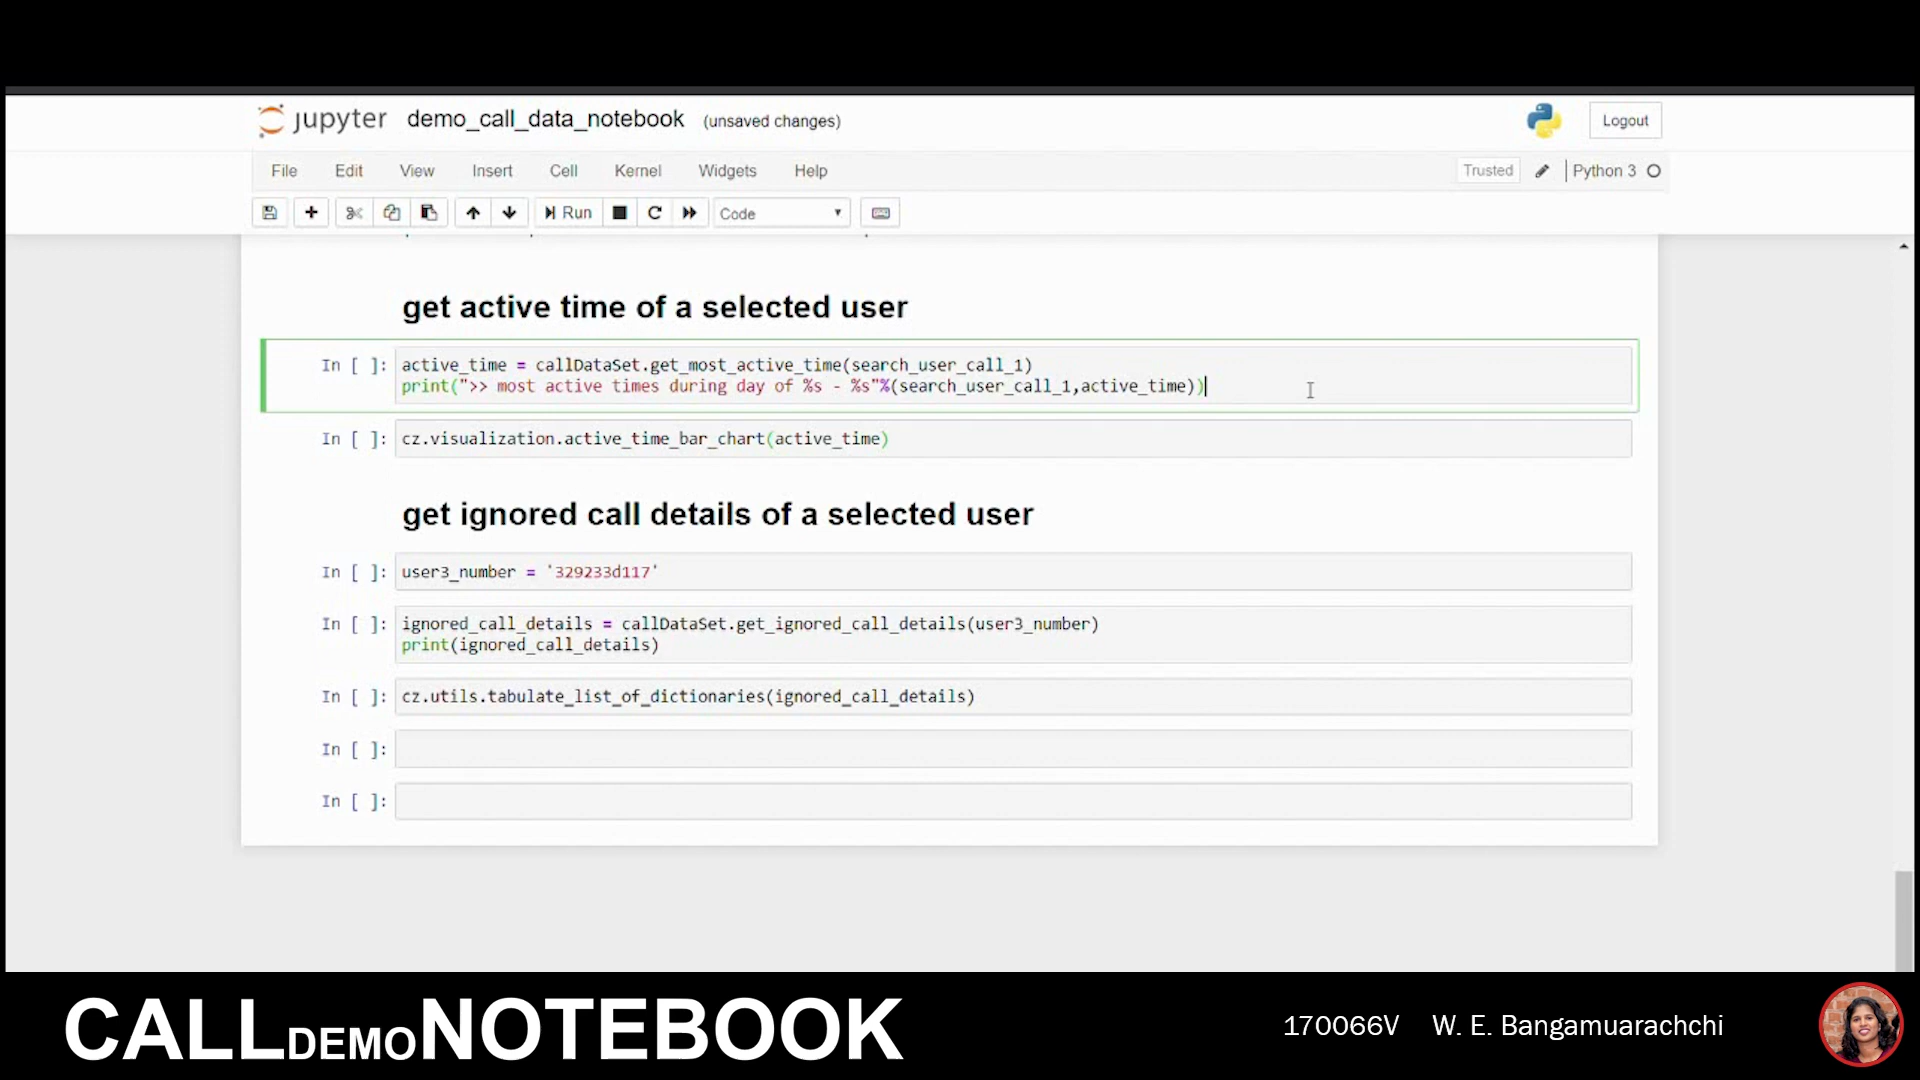 jupyter demo_call_data_notebook (unsaved changes)
Logout
File Edit View Insert Cell Kernel Widgets Help
Trusted Python 3
Run Code
get active time of a selected user
In [ ]: active_time = callDataSet.get_most_active_time(search_user_call_1)
print(">> most active times during day of %s - %s"%(search_user_call_1,active_time))
In [ ]: cz.visualization.active_time_bar_chart(active_time)
get ignored call details of a selected user
In [ ]: user3_number = '329233d117'
In [ ]: ignored_call_details = callDataSet.get_ignored_call_details(user3_number)
print(ignored_call_details)
In [ ]: cz.utils.tabulate_list_of_dictionaries(ignored_call_details)
In [ ]:
In [ ]:
CALL DEMO NOTEBOOK
170066V W. E. Bangamuarachchi